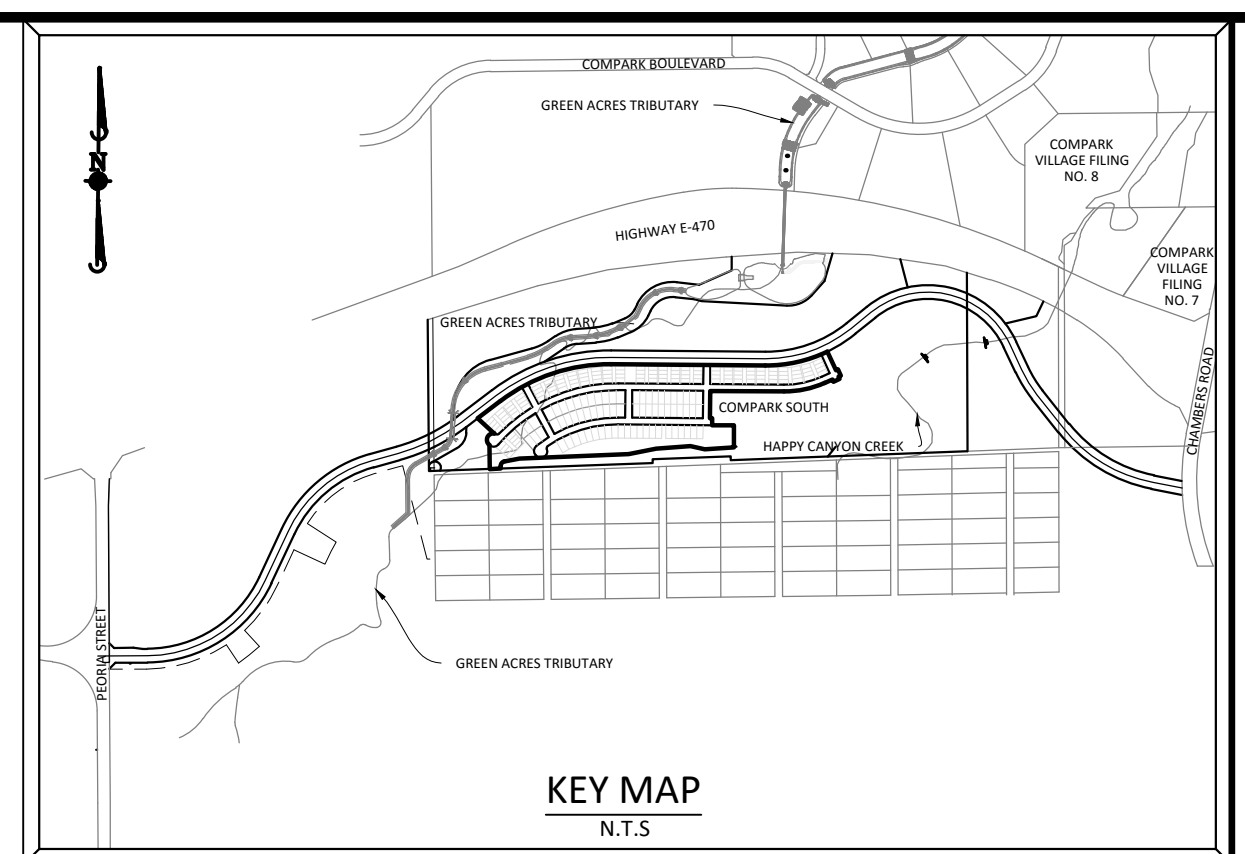 COMPARK BOULEVARD
GREEN ACRES TRIBUTARY
N
COMPARK
VILLAGE FILING
NO. 8
HIGHWAY E-470
COMPARK
VILLAGE
FILING
NO. 7
GREEN ACRES TRIBUTARY
CHAMBERS ROAD
COMPARK SOUTH
HAPPY CANYON CREEK
PEORIA STREET
GREEN ACRES TRIBUTARY
KEY MAP
N.T.S